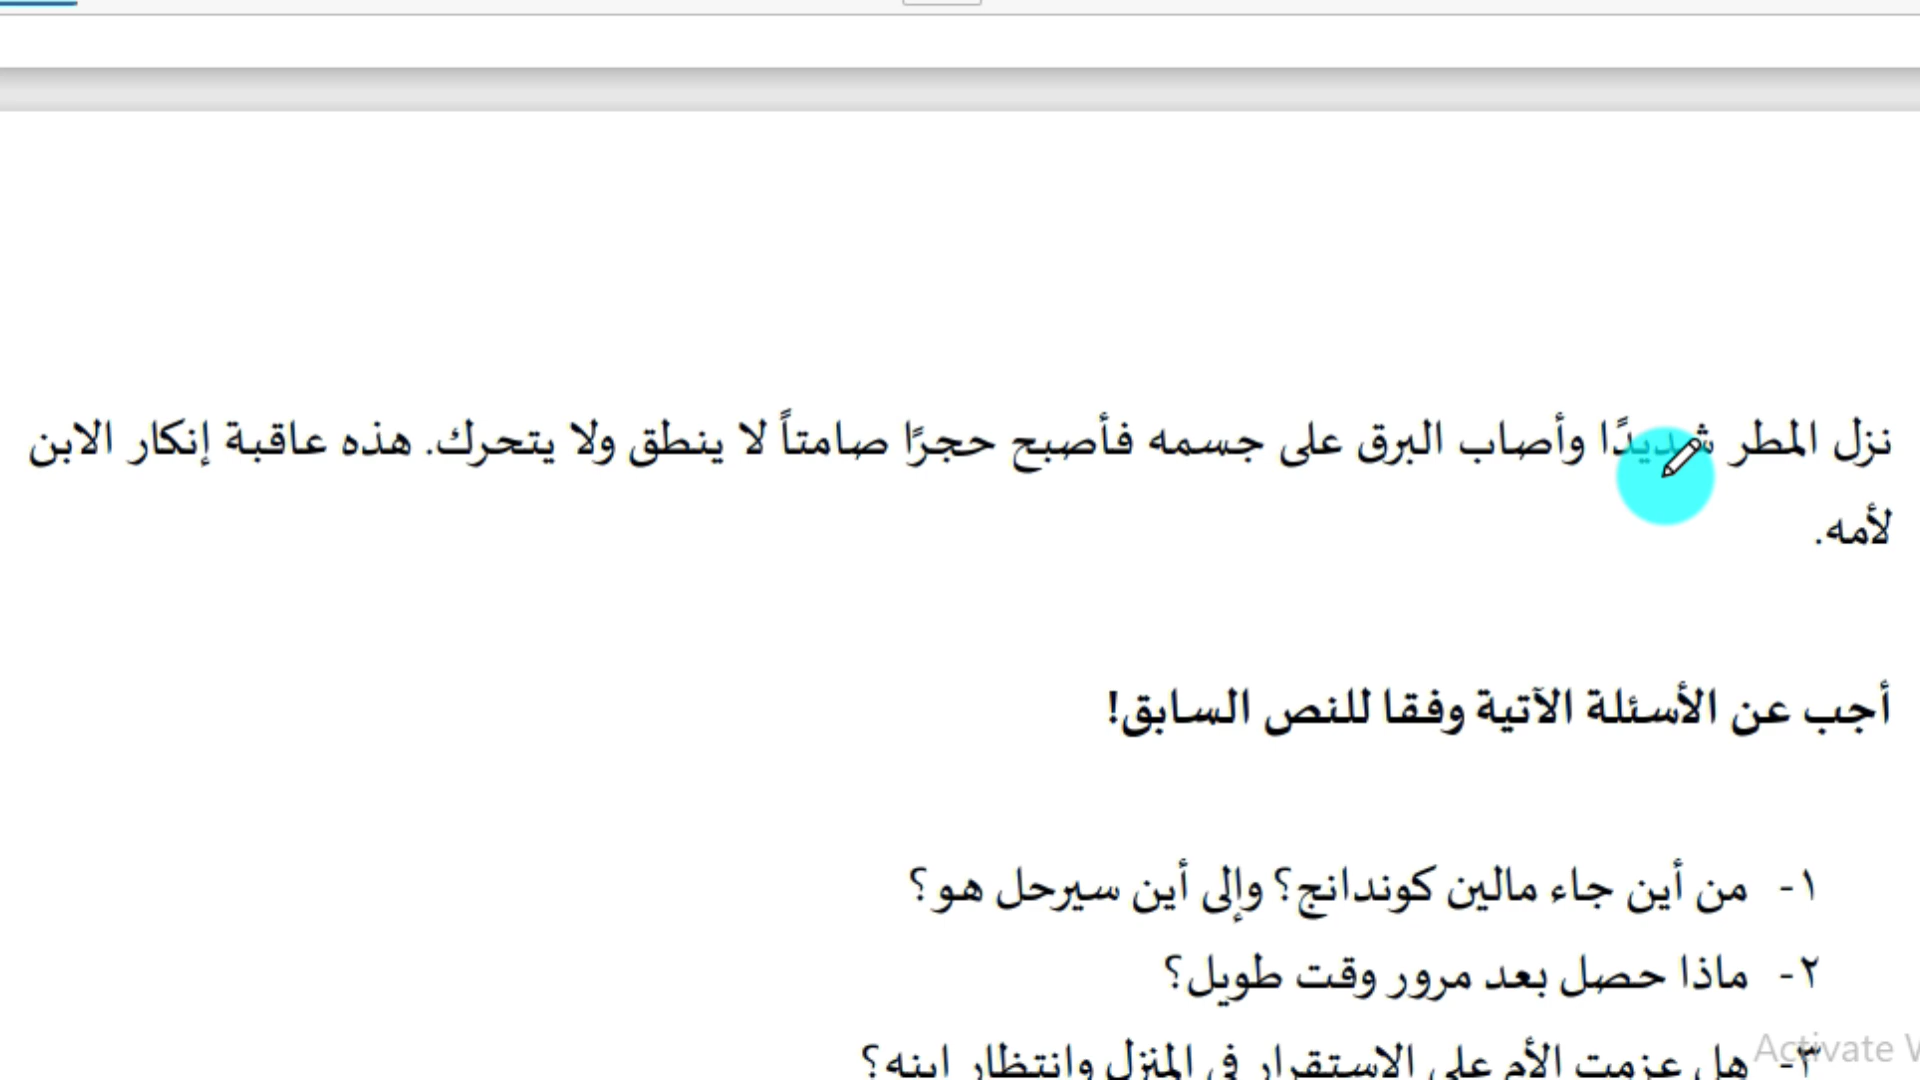 نزل المطر شديدًا وأصاب البرق على جسمه فأصبح حجرًا صامتاً لا ينطق ولا يتحرك. هذه عاقبة إنكار الابن
لأمه.
أجب عن الأسئلة الآتية وفقا للنص السابق!
١- من أين جاء مالين كوندانج؟ وإلى أين سيرحل هو؟
٢- ماذا حصل بعد مرور وقت طويل؟
٣- هل عزمت الأم على الاستقرار في المنزل وانتظار ابنه؟
Activate